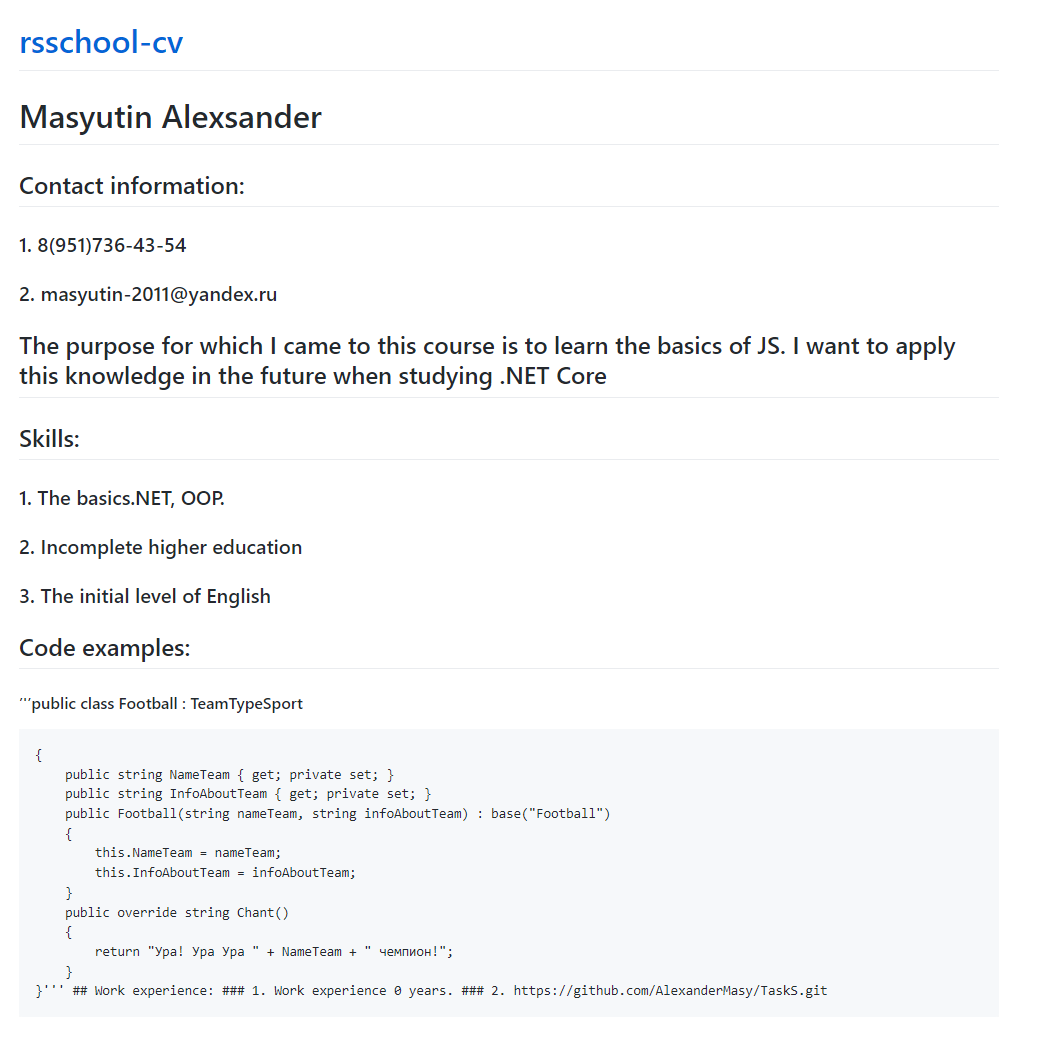 rsschool-cv
Masyutin Alexsander
Contact information:
1. 8(951)736-43-54
2. masyutin-2011@yandex.ru
The purpose for which I came to this course is to learn the basics of JS. I want to apply
this knowledge in the future when studying .NET Core
Skills:
1. The basics.NET, OOP.
2. Incomplete higher education
3. The initial level of English
Code examples:
'''public class Football : TeamTypeSport
{
    public string NameTeam { get; private set; }
    public string InfoAboutTeam { get; private set; }
    public Football(string nameTeam, string infoAboutTeam) : base("Football")
    {
        this.NameTeam = nameTeam;
        this.InfoAboutTeam = infoAboutTeam;
    }
    public override string Chant()
    {
        return "Ура! Ура Ура " + NameTeam + " чемпион!";
    }
}''' ## Work experience: ### 1. Work experience 0 years. ### 2. https://github.com/AlexanderMasy/TaskS.git